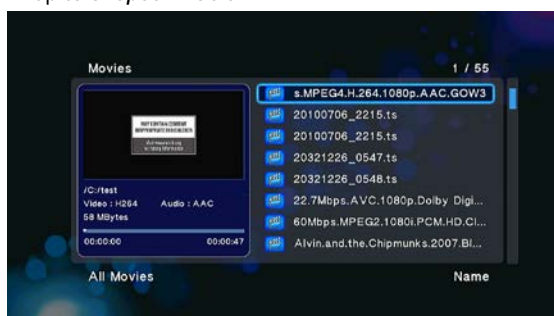 Movies
1 / 55
s.MPEG4.H.264.1080p.AAC.GOW3
20100706_2215.ts
20100706_2215.ts
20321226_0547.ts
20321226_0548.ts
22.7Mbps.AVC.1080p.Dolby Digi...
60Mbps.MPEG2.1080i.PCM.HD.Cl...
Alvin.and.the.Chipmunks.2007.Bl...
/C:/test
Video : H264 Audio : AAC
58 MBytes
00:00:00 00:00:47
All Movies
Name